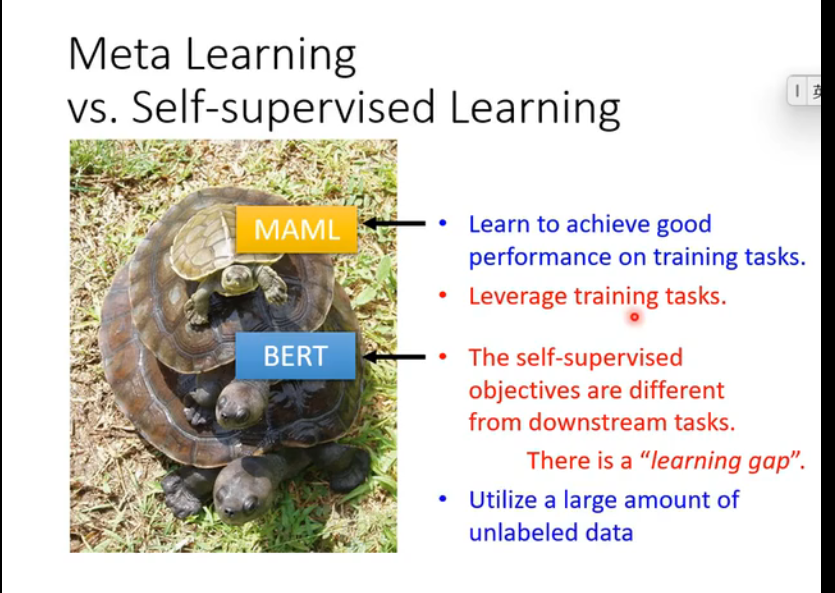 Meta Learning
vs. Self-supervised Learning
MAML
• Learn to achieve good
performance on training tasks.
• Leverage training tasks.
BERT
• The self-supervised
objectives are different
from downstream tasks.
There is a “learning gap”.
• Utilize a large amount of
unlabeled data